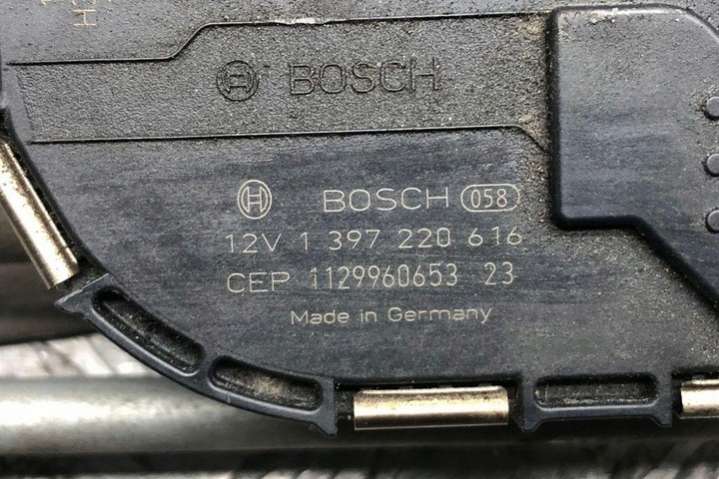 BOSCH
BOSCH 058
12V 1 397 220 616
CEP 1129960653 23
Made in Germany